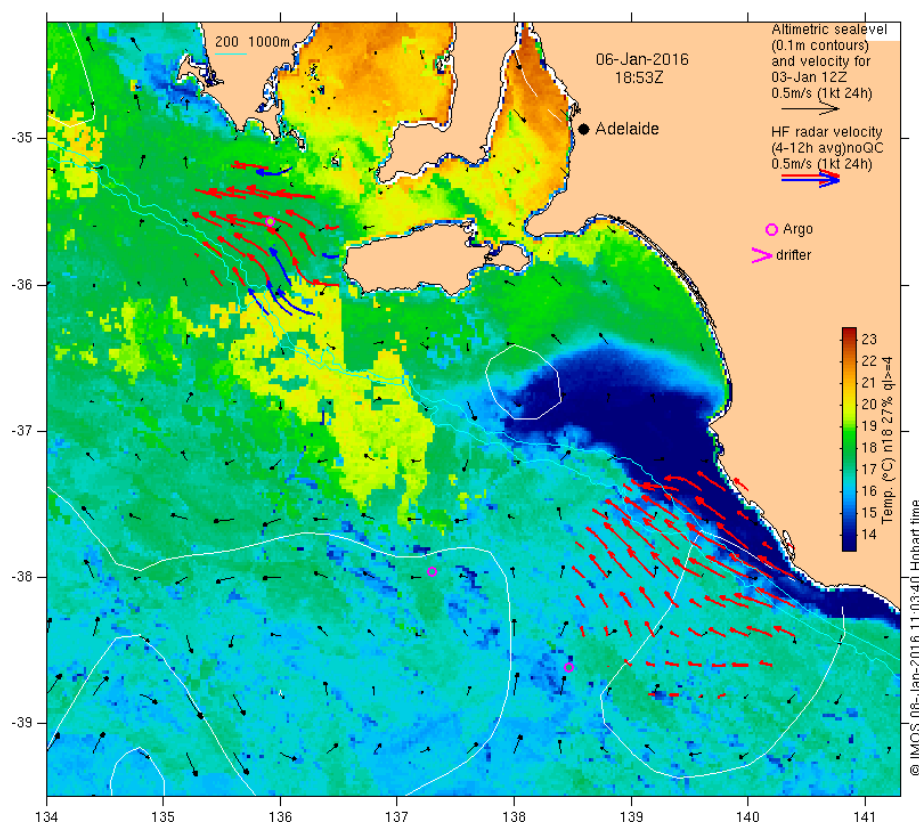 200 1000m
06-Jan-2016
18:53Z
Adelaide
Altimetric sealevel
(0.1m contours)
and velocity for
03-Jan 12Z
0.5m/s (1kt 24h)
HF radar velocity
(4-12h avg)noQC
0.5m/s (1kt 24h)
Argo
drifter
-35
-36
-37
-38
-39
134
135
136
137
138
139
140
141
23
22
21
20
19
18
17
16
15
14
Temp. (°C) n18 27% ql>=4
© IMOS 08-Jan-2016 11:03:40 Hobart time